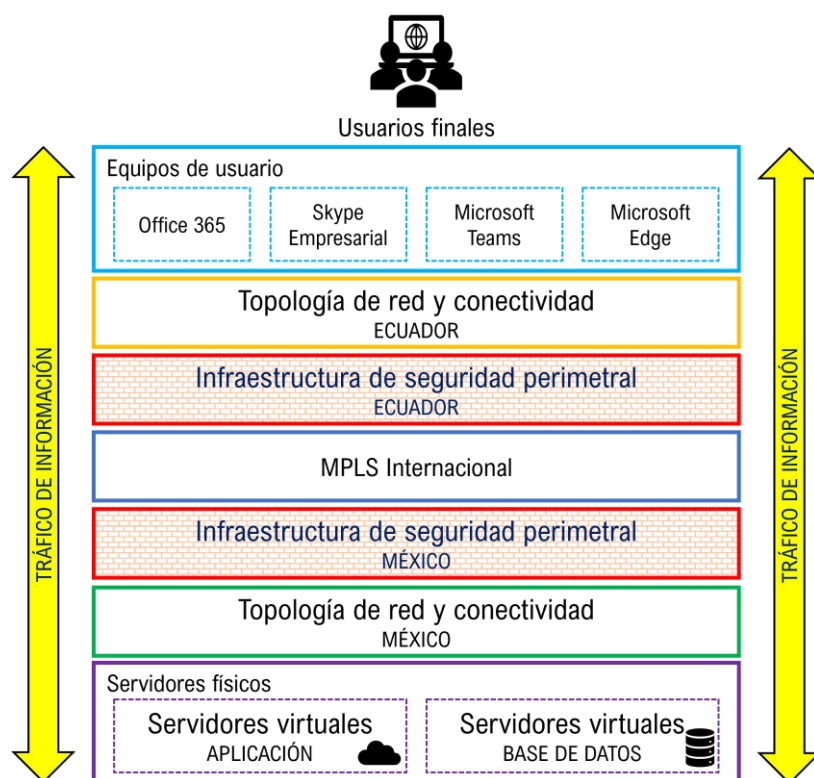 Usuarios finales
Equipos de usuario
Office 365
Skype
Empresarial
Microsoft
Teams
Microsoft
Edge
Topología de red y conectividad
ECUADOR
Infraestructura de seguridad perimetral
ECUADOR
MPLS Internacional
Infraestructura de seguridad perimetral
MÉXICO
Topología de red y conectividad
MÉXICO
Servidores físicos
Servidores virtuales
APLICACIÓN
Servidores virtuales
BASE DE DATOS
TRÁFICO DE INFORMACIÓN
TRÁFICO DE INFORMACIÓN